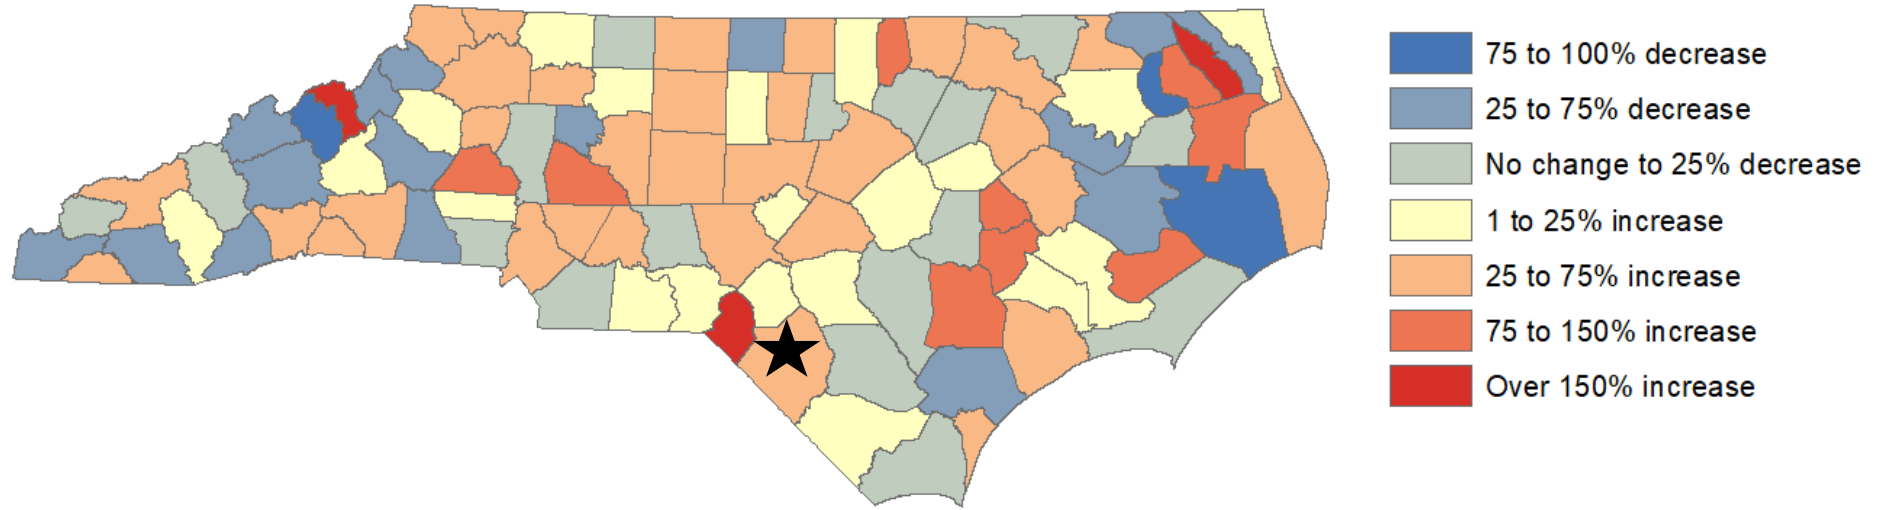 75 to 100% decrease
25 to 75% decrease
No change to 25% decrease
1 to 25% increase
25 to 75% increase
75 to 150% increase
Over 150% increase